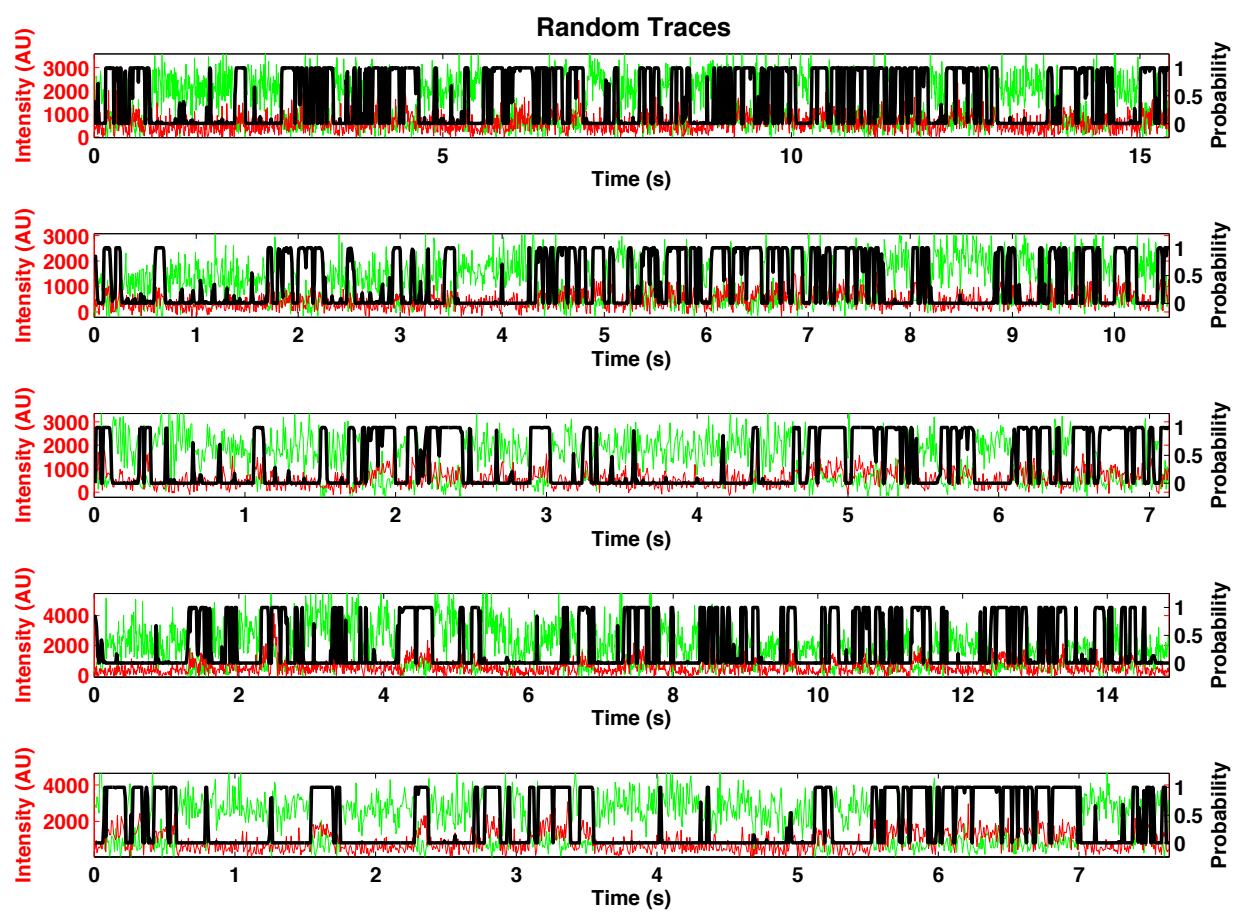 Random Traces
Intensity (AU)
3000
2000
1000
0
1
0.5
0
Probability
0 5 10 15
Time (s)
Intensity (AU)
3000
2000
1000
0
1
0.5
0
Probability
0 1 2 3 4 5 6 7 8 9 10
Time (s)
Intensity (AU)
3000
2000
1000
0
1
0.5
0
Probability
0 1 2 3 4 5 6 7
Time (s)
Intensity (AU)
4000
2000
0
1
0.5
0
Probability
0 2 4 6 8 10 12 14
Time (s)
Intensity (AU)
4000
2000
1
0.5
0
Probability
0 1 2 3 4 5 6 7
Time (s)